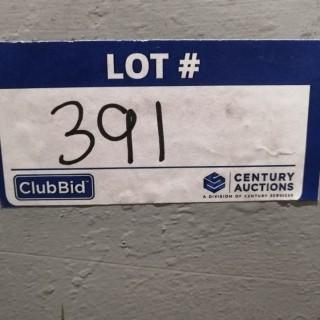 LOT #
391
ClubBid
CENTURY
AUCTIONS
A DIVISION OF CENTURY SERVICES